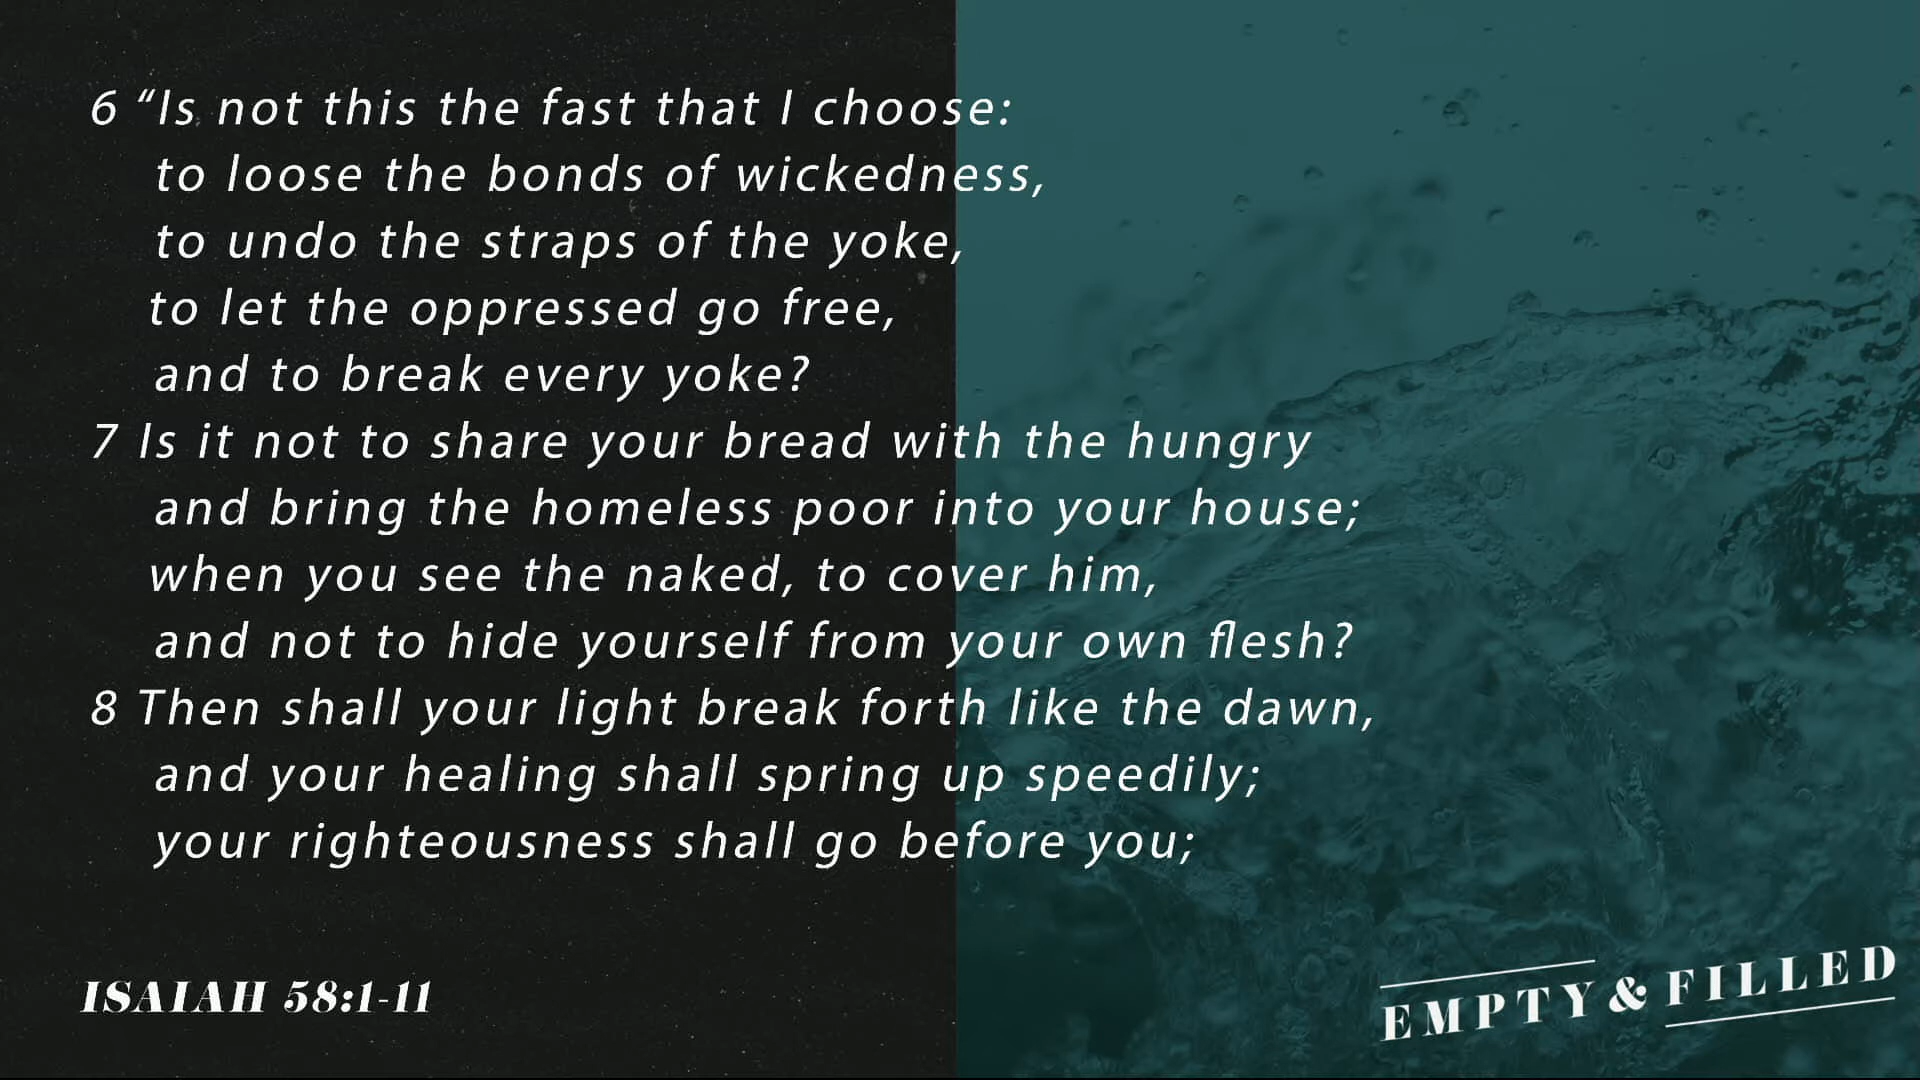 6 “Is not this the fast that I choose:
to loose the bonds of wickedness,
to undo the straps of the yoke,
to let the oppressed go free,
and to break every yoke?
7 Is it not to share your bread with the hungry
and bring the homeless poor into your house;
when you see the naked, to cover him,
and not to hide yourself from your own flesh?
8 Then shall your light break forth like the dawn,
and your healing shall spring up speedily;
your righteousness shall go before you;
ISAIAH 58:1-11
EMPTY & FILLED